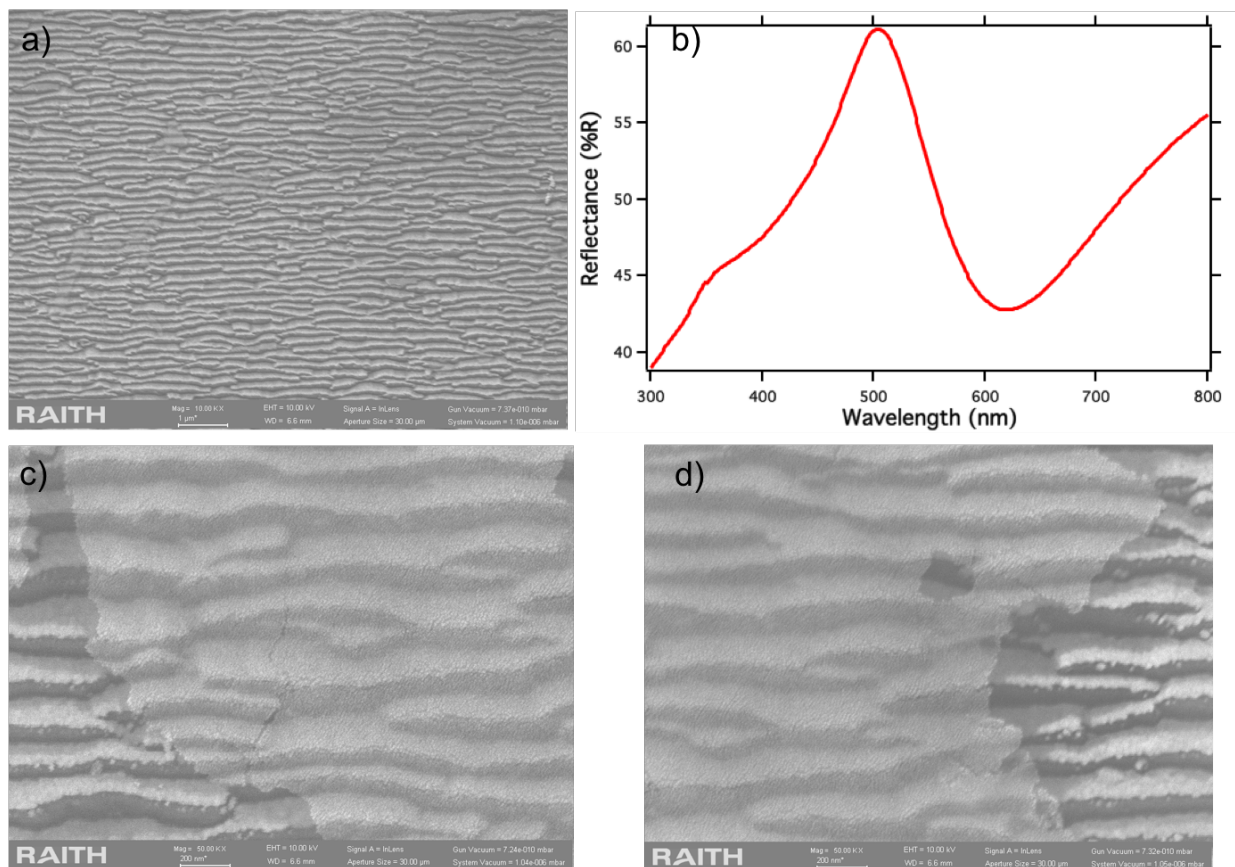 a)
RAITH
Mag = 10.00 KX
1 µm*
EHT = 10.00 kV
WD = 6.6 mm
Signal A = InLens
Aperture Size = 30.00 µm
Gun Vacuum = 7.37e-010 mbar
System Vacuum = 1.10e-006 mbar
b)
Reflectance (%R)
60
55
50
45
40
300 400 500 600 700 800
Wavelength (nm)
c)
RAITH
Mag = 50.00 KX
200 nm*
EHT = 10.00 kV
WD = 6.6 mm
Signal A = InLens
Aperture Size = 30.00 µm
Gun Vacuum = 7.24e-010 mbar
System Vacuum = 1.04e-006 mbar
d)
RAITH
Mag = 50.00 KX
200 nm*
EHT = 10.00 kV
WD = 6.6 mm
Signal A = InLens
Aperture Size = 30.00 µm
Gun Vacuum = 7.32e-010 mbar
System Vacuum = 1.05e-006 mbar